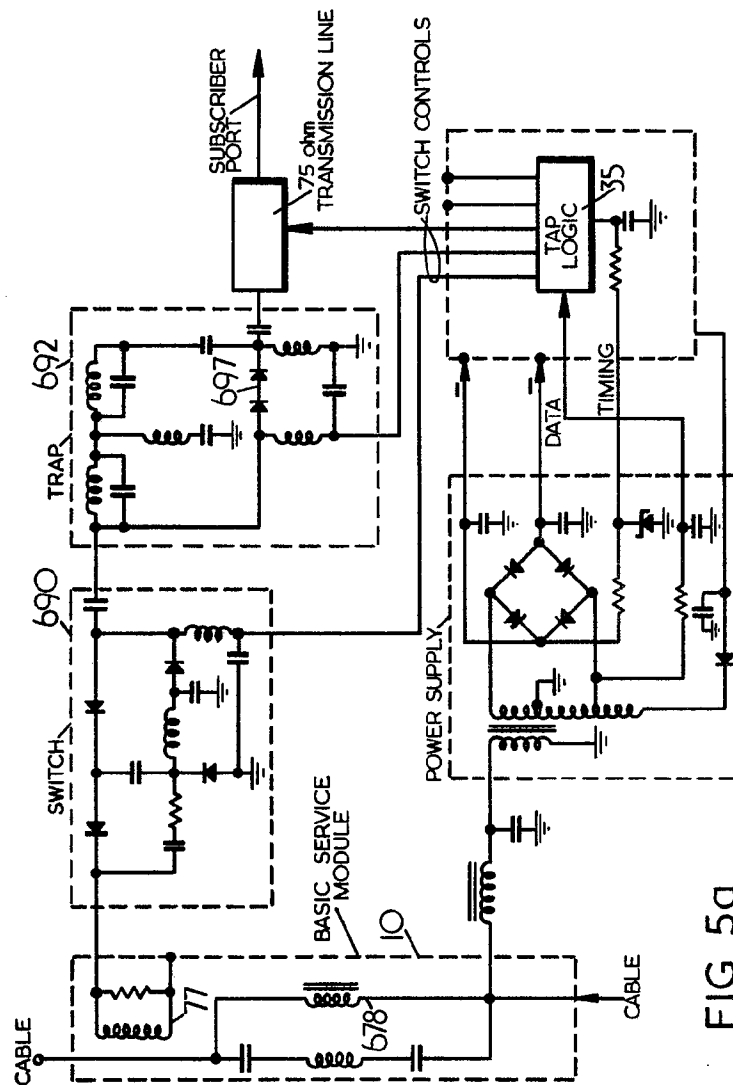 SUBSCRIBER
PORT
75 ohm
TRANSMISSION LINE
SWITCH CONTROLS
692
TRAP
697
TAP
LOGIC
35
DATA
TIMING
690
SWITCH
POWER SUPPLY
BASIC SERVICE
MODULE
10
77
678
CABLE
CABLE
FIG 5a